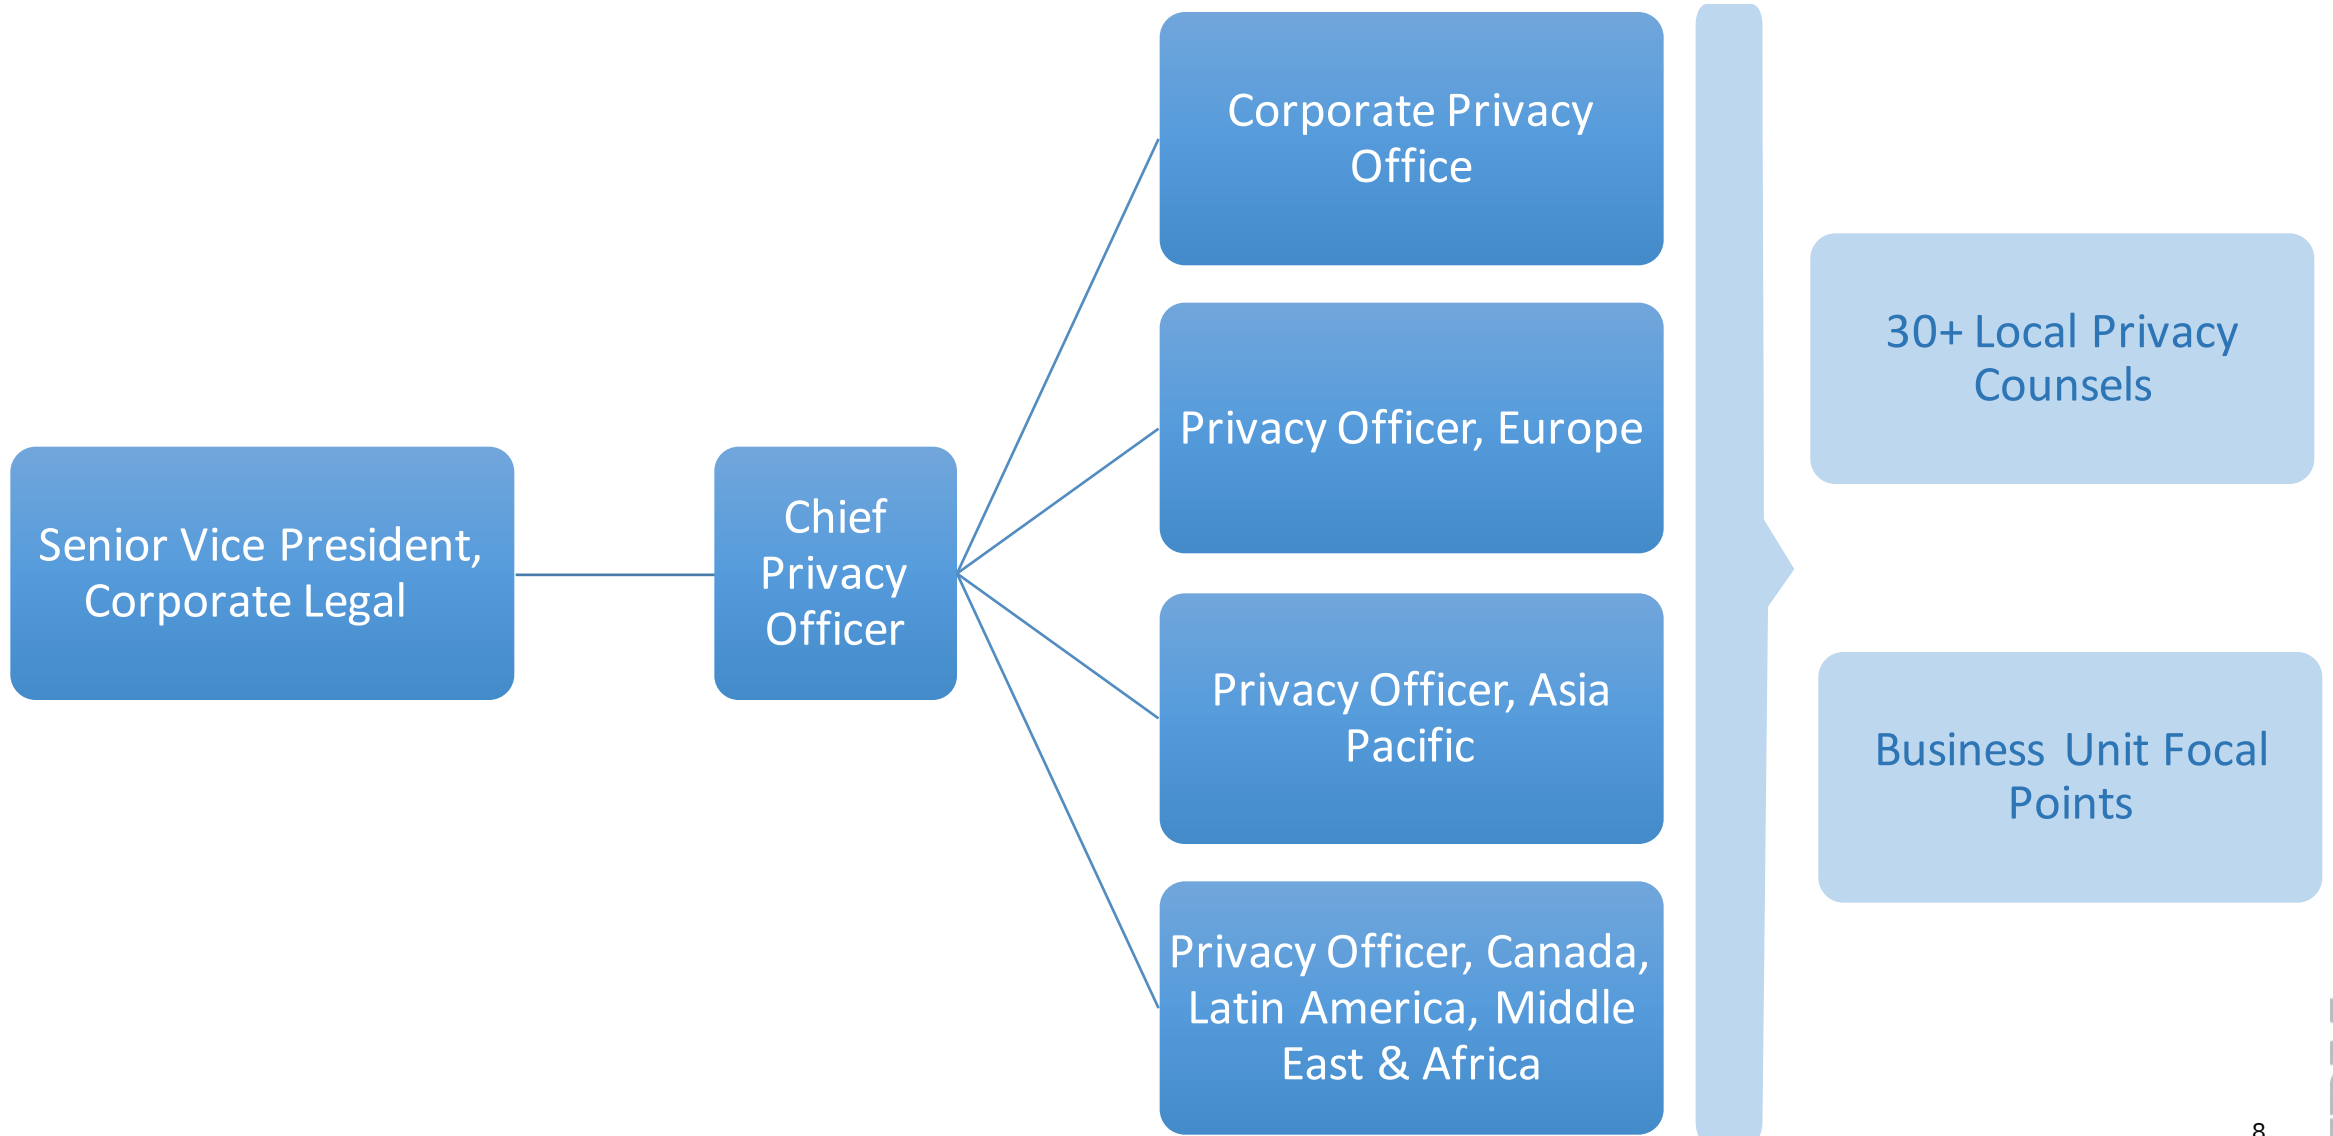 Senior Vice President,
Corporate Legal
Chief
Privacy
Officer
Corporate Privacy
Office
Privacy Officer, Europe
Privacy Officer, Asia
Pacific
Privacy Officer, Canada,
Latin America, Middle
East & Africa
30+ Local Privacy
Counsels
Business Unit Focal
Points
8